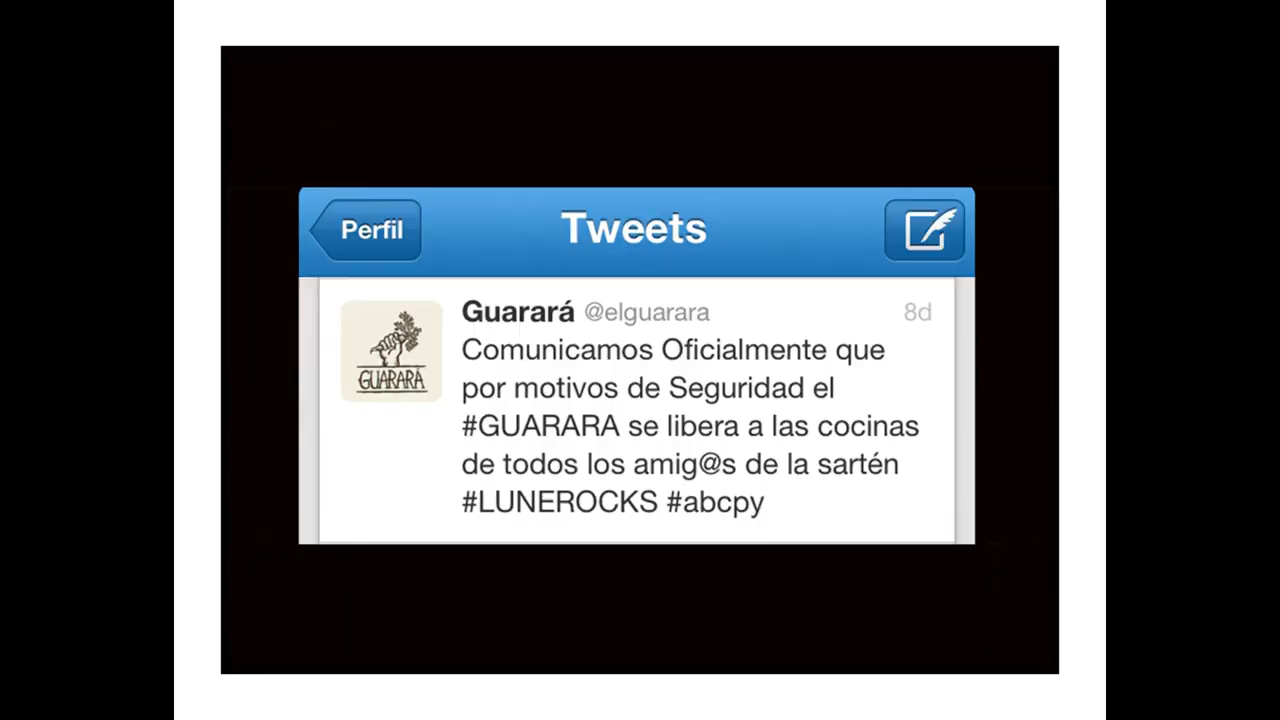 Perfil
Tweets
Guarará @elguarara
8d
Comunicamos Oficialmente que
por motivos de Seguridad el
#GUARARA se libera a las cocinas
de todos los amig@s de la sartén
#LUNEROCKS #abcpy
GUARARÁ